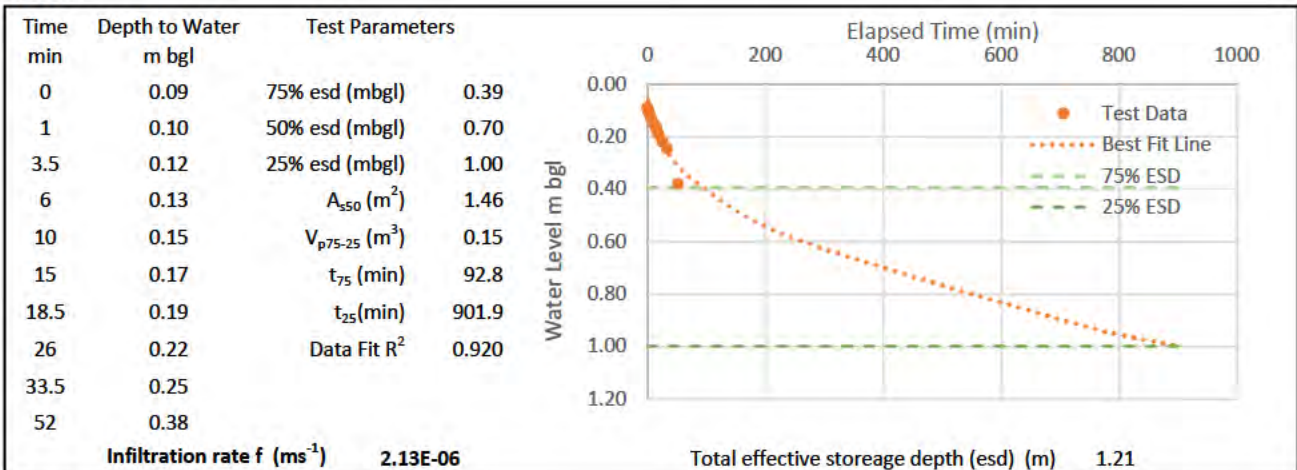 Time Depth to Water Test Parameters
min m bgl
0 0.09 75% esd (mbgl) 0.39
1 0.10 50% esd (mbgl) 0.70
3.5 0.12 25% esd (mbgl) 1.00
6 0.13 As50 (m²) 1.46
10 0.15 Vp75-25 (m³) 0.15
15 0.17 t75 (min) 92.8
18.5 0.19 t25(min) 901.9
26 0.22 Data Fit R² 0.920
33.5 0.25
52 0.38
Infiltration rate f (ms⁻¹) 2.13E-06
Elapsed Time (min)
0 200 400 600 800 1000
Water Level m bgl
0.00
0.20
0.40
0.60
0.80
1.00
1.20
Test Data
Best Fit Line
75% ESD
25% ESD
Total effective storeage depth (esd) (m) 1.21